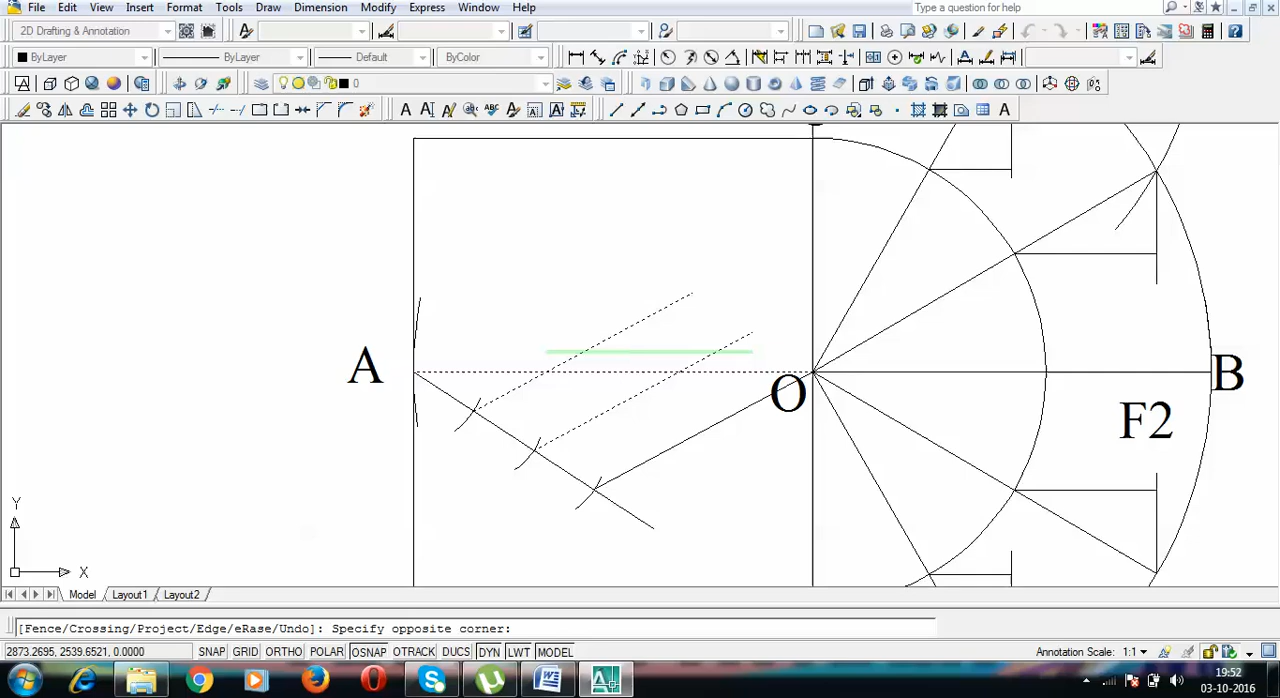 File Edit View Insert Format Tools Draw Dimension Modify Express Window Help Type a question for help
2D Drafting & Annotation
ByLayer ByLayer Default ByColor 0
A
O
B
F2
Y
X
Model Layout1 Layout2
[Fence/Crossing/Project/Edge/eRase/Undo]: Specify opposite corner:
2873.2695, 2539.6521, 0.0000 SNAP GRID ORTHO POLAR OSNAP OTRACK DUCS DYN LWT MODEL Annotation Scale: 1:1
19:52
03-10-2016